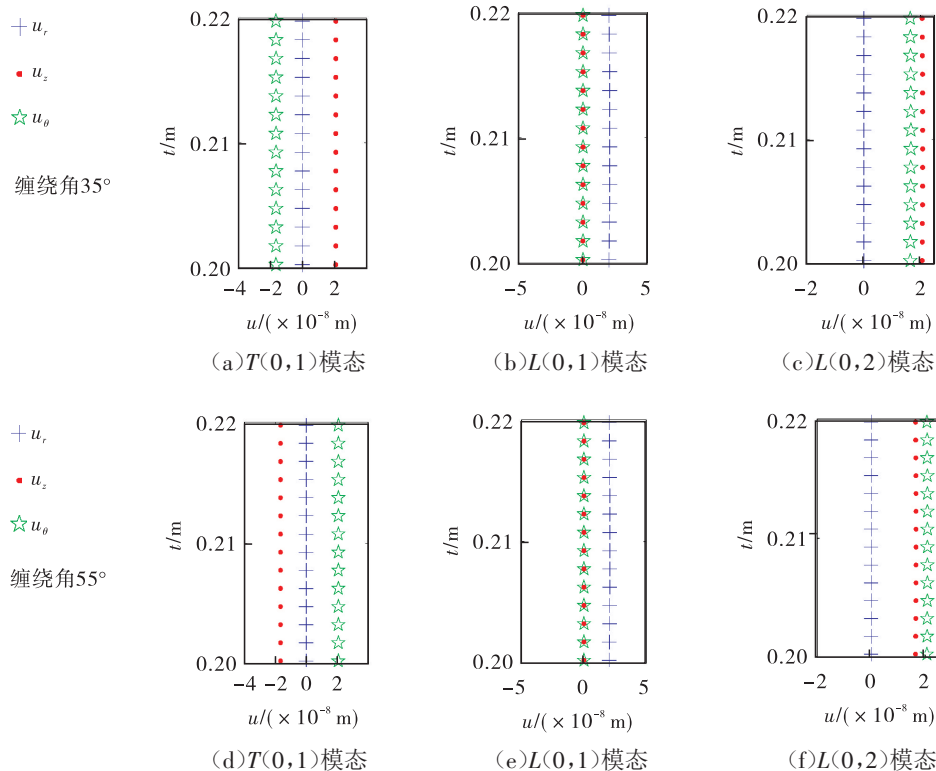 u_r
u_z
u_θ
缠绕角35°
0.22
0.21
0.20
t/m
−4 −2 0 2
u/(×10⁻⁸ m)
(a)T(0,1)模态
0.22
0.21
0.20
t/m
−5 0 5
u/(×10⁻⁸ m)
(b)L(0,1)模态
0.22
0.21
0.20
t/m
−2 0 2
u/(×10⁻⁸ m)
(c)L(0,2)模态
u_r
u_z
u_θ
缠绕角55°
0.22
0.21
0.20
t/m
−4 −2 0 2
u/(×10⁻⁸ m)
(d)T(0,1)模态
0.22
0.21
0.20
t/m
−5 0 5
u/(×10⁻⁸ m)
(e)L(0,1)模态
0.22
0.21
0.20
t/m
−2 0 2
u/(×10⁻⁸ m)
(f)L(0,2)模态